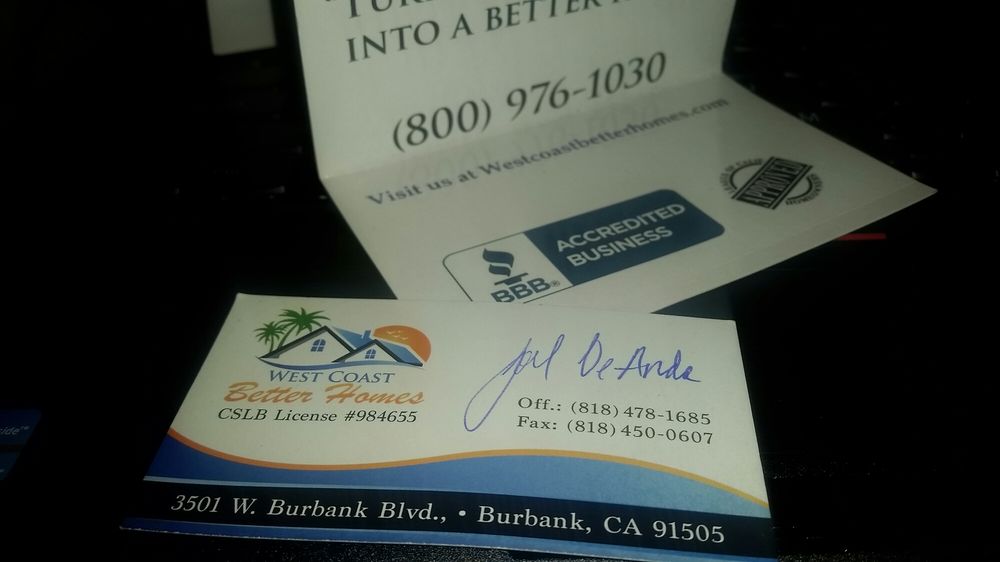 INTO A BETTER
(800) 976-1030
Visit us at Westcoastbetterhomes.com
APPROVED
ACCREDITED
BUSINESS
BBB®
WEST COAST
Better Homes
CSLB License #984655
DeAnda
Off.: (818) 478-1685
Fax: (818) 450-0607
3501 W. Burbank Blvd., • Burbank, CA 91505